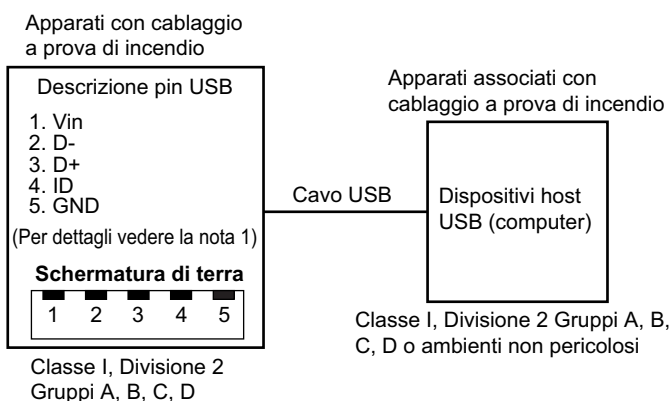 Apparati con cablaggio
a prova di incendio
Descrizione pin USB
1. Vin
2. D-
3. D+
4. ID
5. GND
(Per dettagli vedere la nota 1)
Schermatura di terra
1 2 3 4 5
Classe I, Divisione 2
Gruppi A, B, C, D
Cavo USB
Apparati associati con
cablaggio a prova di incendio
Dispositivi host
USB (computer)
Classe I, Divisione 2 Gruppi A, B,
C, D o ambienti non pericolosi